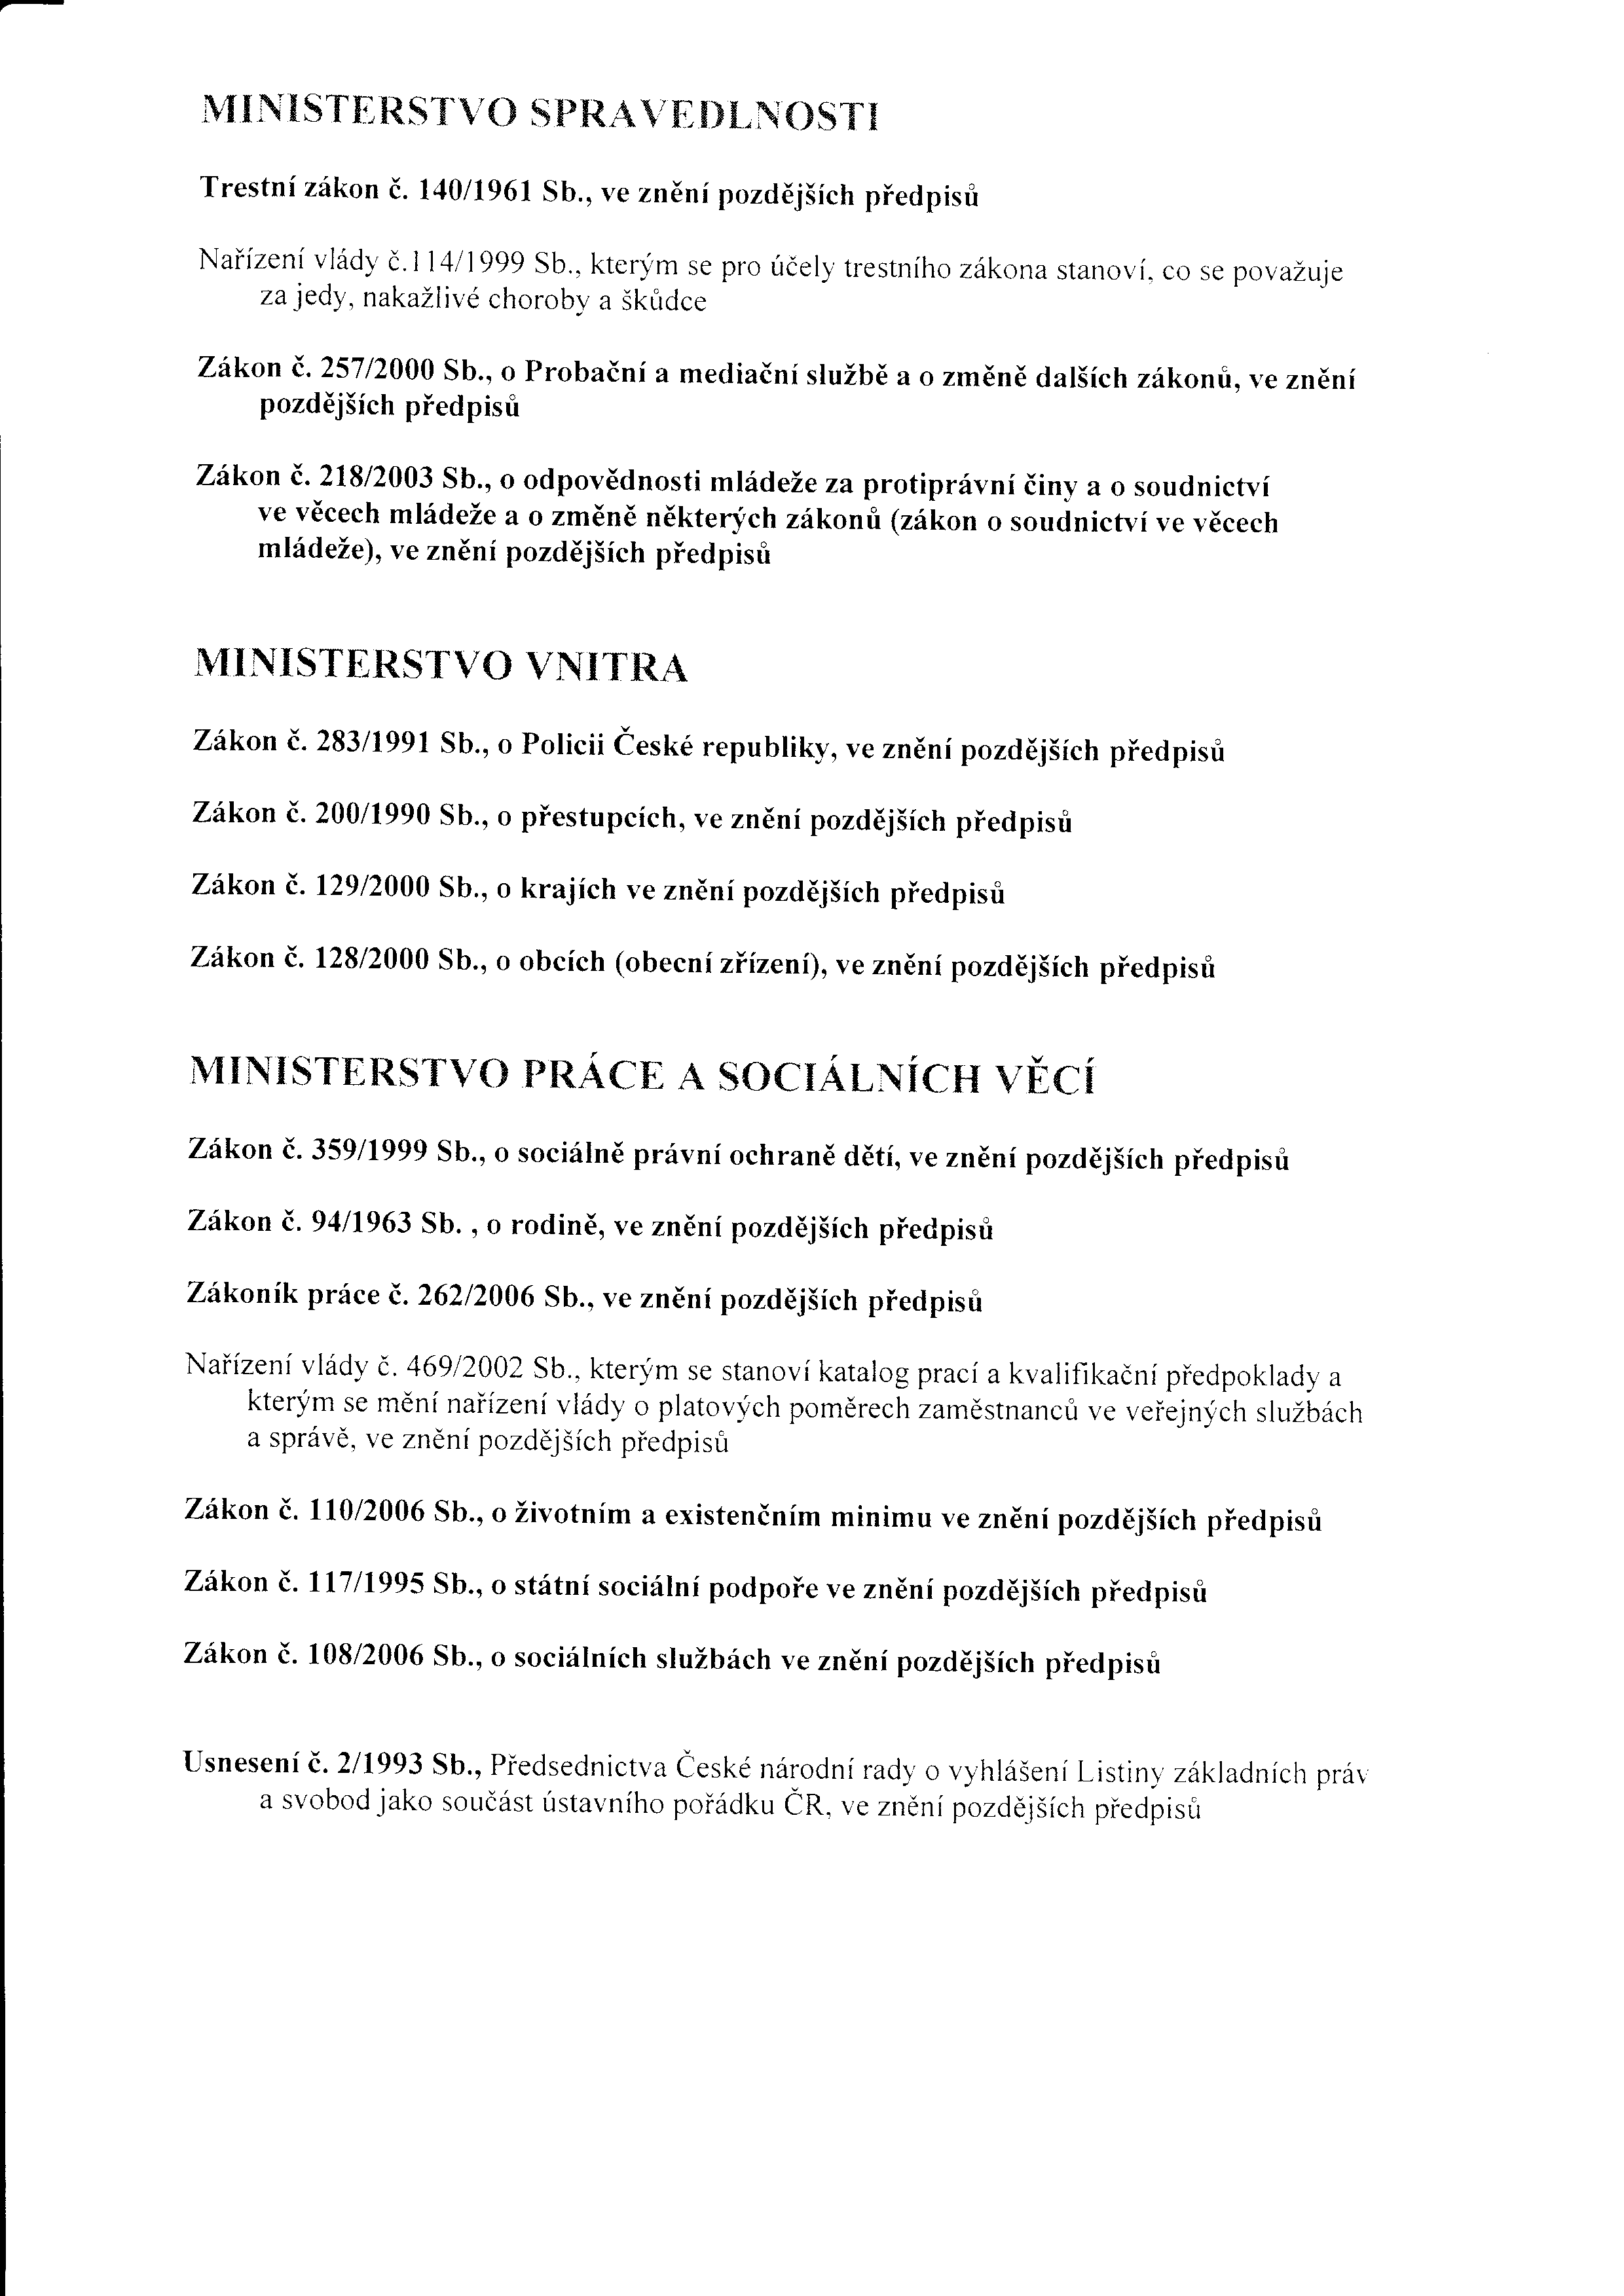 MINISTERSTVO SPRAVEDLNOSTI
Trestní zákon č. 140/1961 Sb., ve znění pozdějších předpisů
Nařízení vlády č.114/1999 Sb., kterým se pro účely trestního zákona stanoví, co se považuje
za jedy, nakažlivé choroby a škůdce
Zákon č. 257/2000 Sb., o Probační a mediační službě a o změně dalších zákonů, ve znění
pozdějších předpisů
Zákon č. 218/2003 Sb., o odpovědnosti mládeže za protiprávní činy a o soudnictví
ve věcech mládeže a o změně některých zákonů (zákon o soudnictví ve věcech
mládeže), ve znění pozdějších předpisů
MINISTERSTVO VNITRA
Zákon č. 283/1991 Sb., o Policii České republiky, ve znění pozdějších předpisů
Zákon č. 200/1990 Sb., o přestupcích, ve znění pozdějších předpisů
Zákon č. 129/2000 Sb., o krajích ve znění pozdějších předpisů
Zákon č. 128/2000 Sb., o obcích (obecní zřízení), ve znění pozdějších předpisů
MINISTERSTVO PRÁCE A SOCIÁLNÍCH VĚCÍ
Zákon č. 359/1999 Sb., o sociálně právní ochraně dětí, ve znění pozdějších předpisů
Zákon č. 94/1963 Sb. , o rodině, ve znění pozdějších předpisů
Zákoník práce č. 262/2006 Sb., ve znění pozdějších předpisů
Nařízení vlády č. 469/2002 Sb., kterým se stanoví katalog prací a kvalifikační předpoklady a
kterým se mění nařízení vlády o platových poměrech zaměstnanců ve veřejných službách
a správě, ve znění pozdějších předpisů
Zákon č. 110/2006 Sb., o životním a existenčním minimu ve znění pozdějších předpisů
Zákon č. 117/1995 Sb., o státní sociální podpoře ve znění pozdějších předpisů
Zákon č. 108/2006 Sb., o sociálních službách ve znění pozdějších předpisů
Usnesení č. 2/1993 Sb., Předsednictva České národní rady o vyhlášení Listiny základních práv
a svobod jako součást ústavního pořádku ČR, ve znění pozdějších předpisů